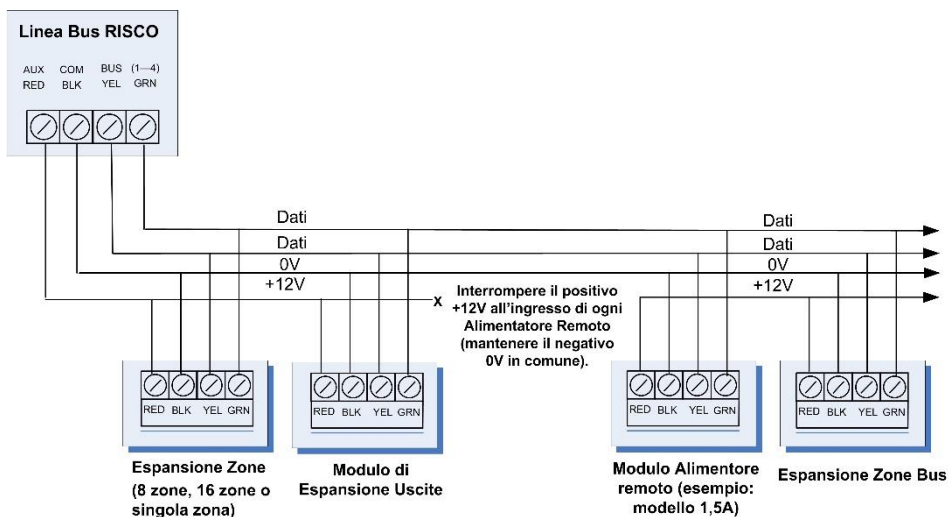 Linea Bus RISCO
AUX COM BUS (1—4)
RED BLK YEL GRN
Dati Dati
Dati Dati
0V 0V
+12V +12V
x
Interrompere il positivo
+12V all'ingresso di ogni
Alimentatore Remoto
(mantenere il negativo
0V in comune).
RED BLK YEL GRN
RED BLK YEL GRN
RED BLK YEL GRN
RED BLK YEL GRN
Espansione Zone
(8 zone, 16 zone o
singola zona)
Modulo di
Espansione Uscite
Modulo Alimentore
remoto (esempio:
modello 1,5A)
Espansione Zone Bus